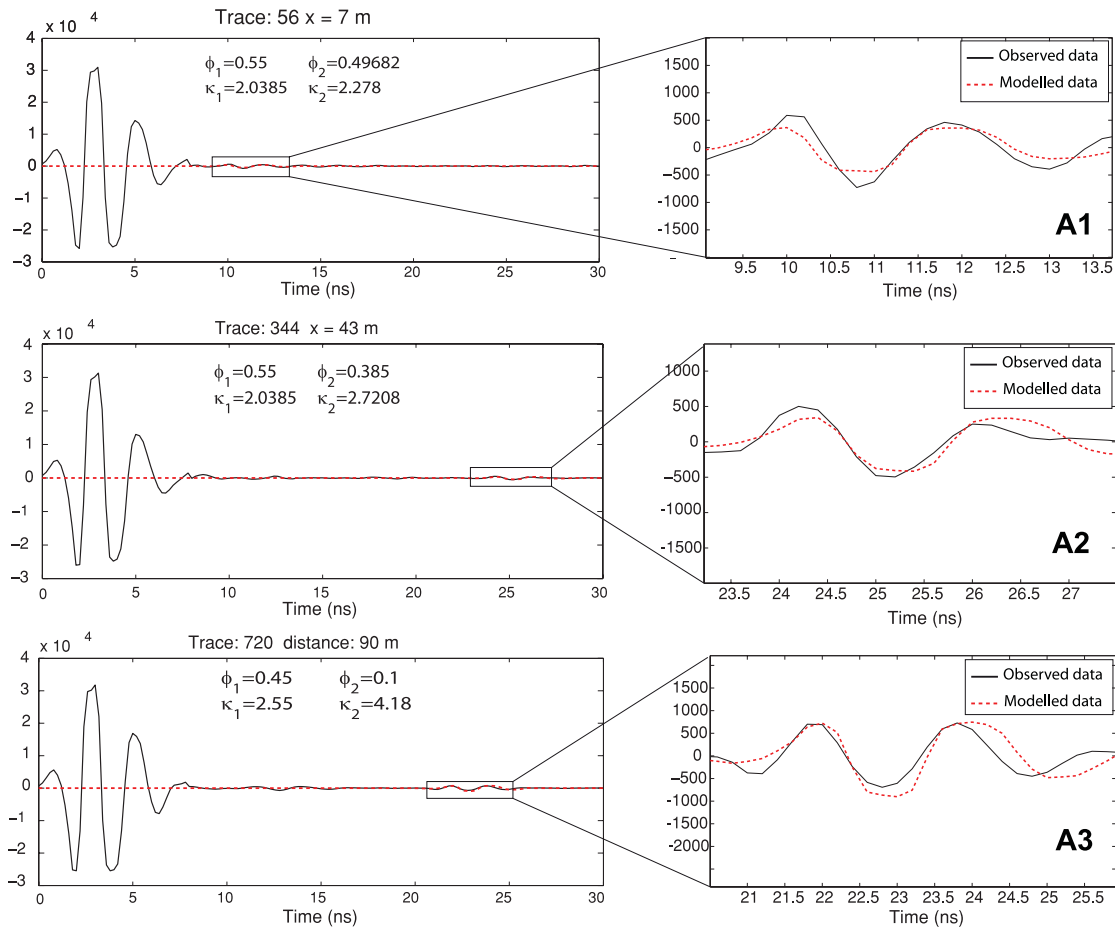 Trace: 56 x = 7 m
x 10 4
4
3
2
1
0
-1
-2
-3
ϕ1=0.55 ϕ2=0.49682
κ1=2.0385 κ2=2.278
0 5 10 15 20 25 30
Time (ns)
1500
1000
500
0
-500
-1000
-1500
Observed data
Modelled data
A1
9.5 10 10.5 11 11.5 12 12.5 13 13.5
Time (ns)
Trace: 344 x = 43 m
x 10 4
4
3
2
1
0
-1
-2
-3
ϕ1=0.55 ϕ2=0.385
κ1=2.0385 κ2=2.7208
0 5 10 15 20 25 30
Time (ns)
1000
500
0
-500
-1000
-1500
Observed data
Modelled data
A2
23.5 24 24.5 25 25.5 26 26.5 27
Time (ns)
Trace: 720 distance: 90 m
x 10 4
4
3
2
1
0
-1
-2
-3
ϕ1=0.45 ϕ2=0.1
κ1=2.55 κ2=4.18
0 5 10 15 20 25 30
Time (ns)
1500
1000
500
0
-500
-1000
-1500
-2000
Observed data
Modelled data
A3
21 21.5 22 22.5 23 23.5 24 24.5 25 25.5
Time (ns)